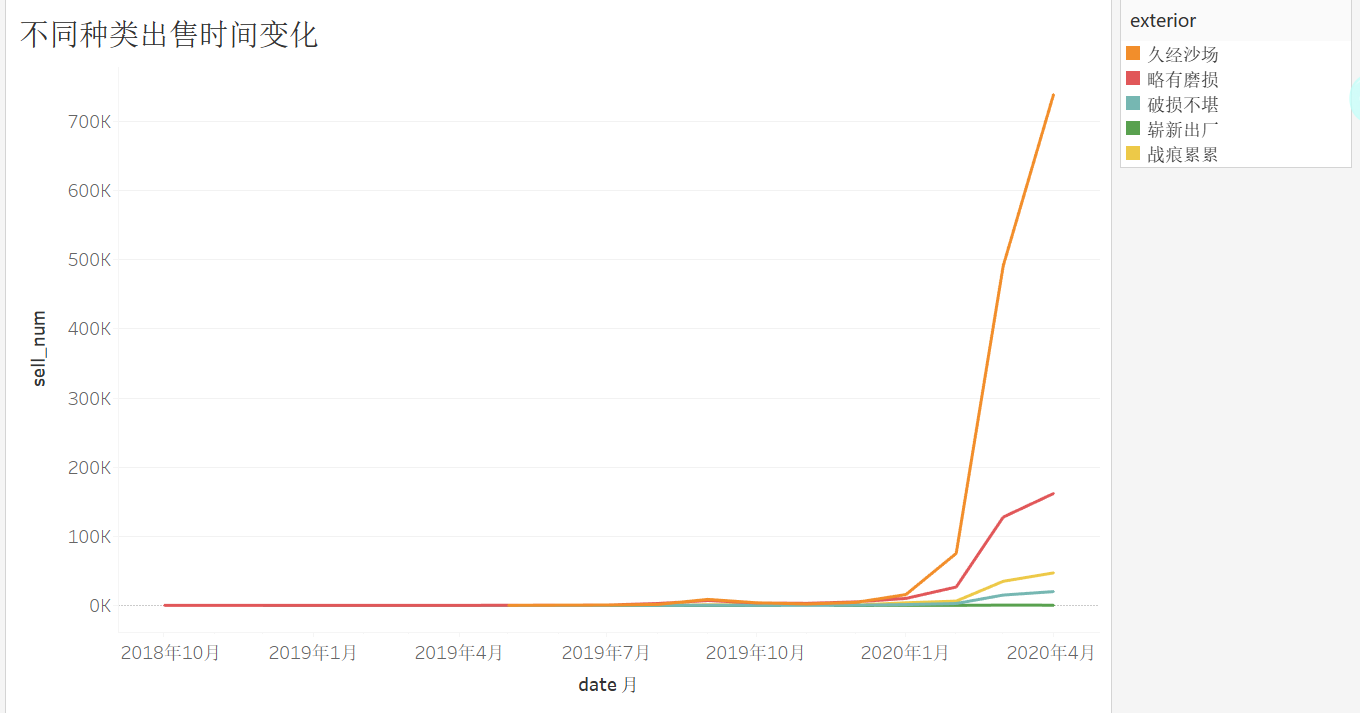 不同种类出售时间变化
exterior
久经沙场
略有磨损
破损不堪
崭新出厂
战痕累累
700K
600K
500K
400K
300K
200K
100K
0K
sell_num
2018年10月 2019年1月 2019年4月 2019年7月 2019年10月 2020年1月 2020年4月
date 月